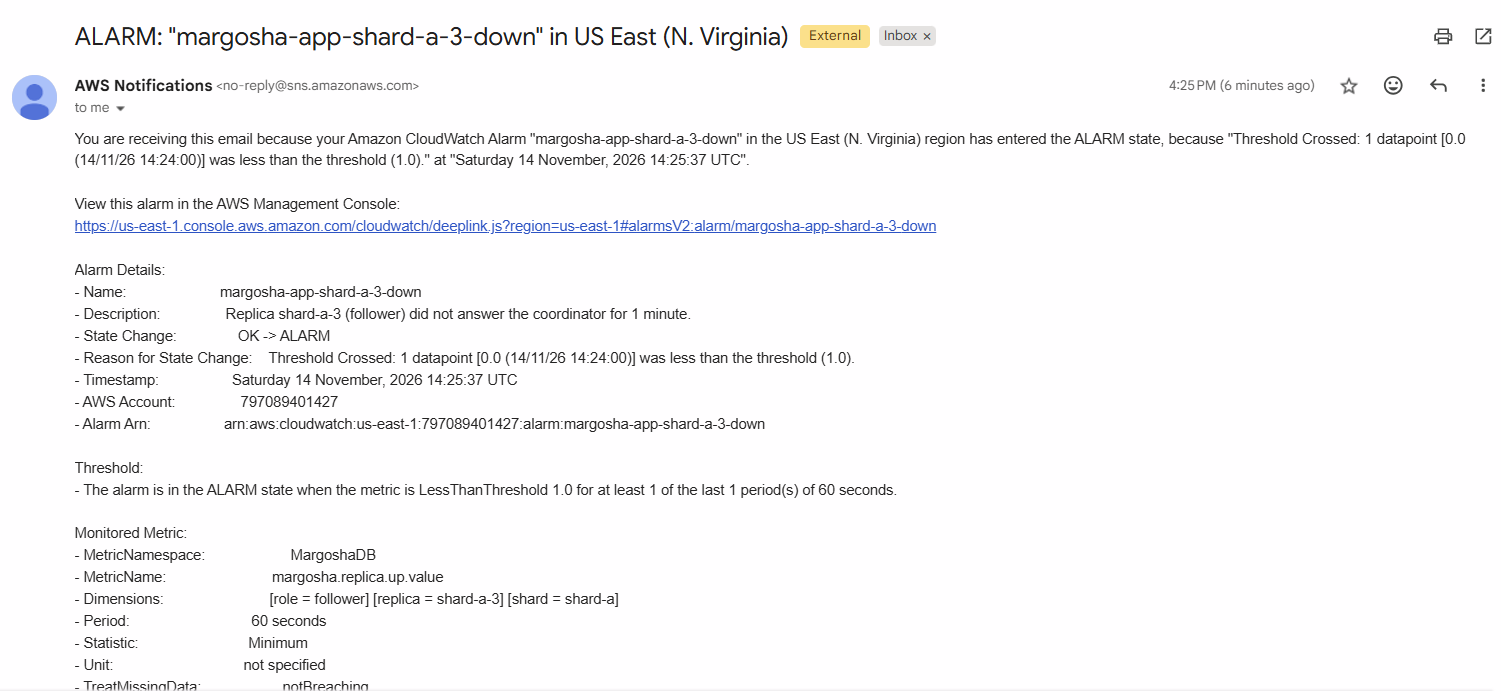 ALARM: "margosha-app-shard-a-3-down" in US East (N. Virginia) External Inbox ×
AWS Notifications <no-reply@sns.amazonaws.com> 4:25 PM (6 minutes ago)
to me
You are receiving this email because your Amazon CloudWatch Alarm "margosha-app-shard-a-3-down" in the US East (N. Virginia) region has entered the ALARM state, because "Threshold Crossed: 1 datapoint [0.0
(14/11/26 14:24:00)] was less than the threshold (1.0)." at "Saturday 14 November, 2026 14:25:37 UTC".
View this alarm in the AWS Management Console:
https://us-east-1.console.aws.amazon.com/cloudwatch/deeplink.js?region=us-east-1#alarmsV2:alarm/margosha-app-shard-a-3-down
Alarm Details:
- Name: margosha-app-shard-a-3-down
- Description: Replica shard-a-3 (follower) did not answer the coordinator for 1 minute.
- State Change: OK -> ALARM
- Reason for State Change: Threshold Crossed: 1 datapoint [0.0 (14/11/26 14:24:00)] was less than the threshold (1.0).
- Timestamp: Saturday 14 November, 2026 14:25:37 UTC
- AWS Account: 797089401427
- Alarm Arn: arn:aws:cloudwatch:us-east-1:797089401427:alarm:margosha-app-shard-a-3-down
Threshold:
- The alarm is in the ALARM state when the metric is LessThanThreshold 1.0 for at least 1 of the last 1 period(s) of 60 seconds.
Monitored Metric:
- MetricNamespace: MargoshaDB
- MetricName: margosha.replica.up.value
- Dimensions: [role = follower] [replica = shard-a-3] [shard = shard-a]
- Period: 60 seconds
- Statistic: Minimum
- Unit: not specified
- TreatMissingData: notBreaching